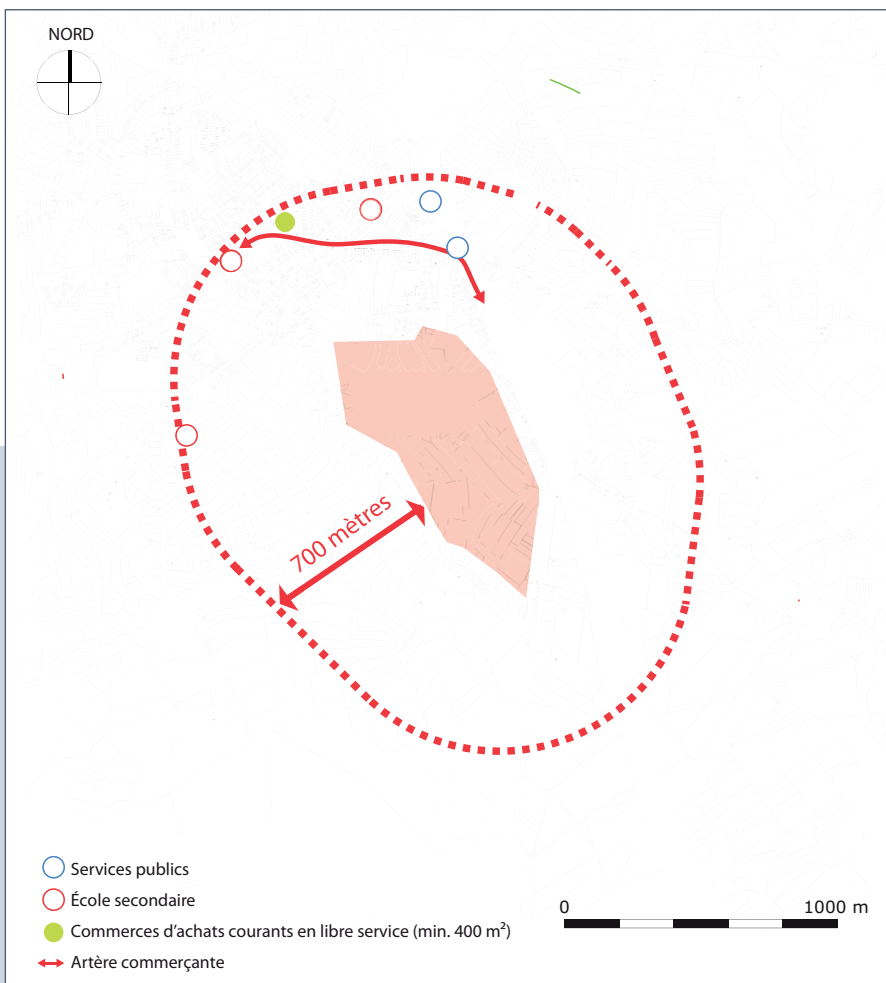 NORD
700 mètres
Services publics
École secondaire
Commerces d'achats courants en libre service (min. 400 m²)
Artère commerçante
0 1000 m